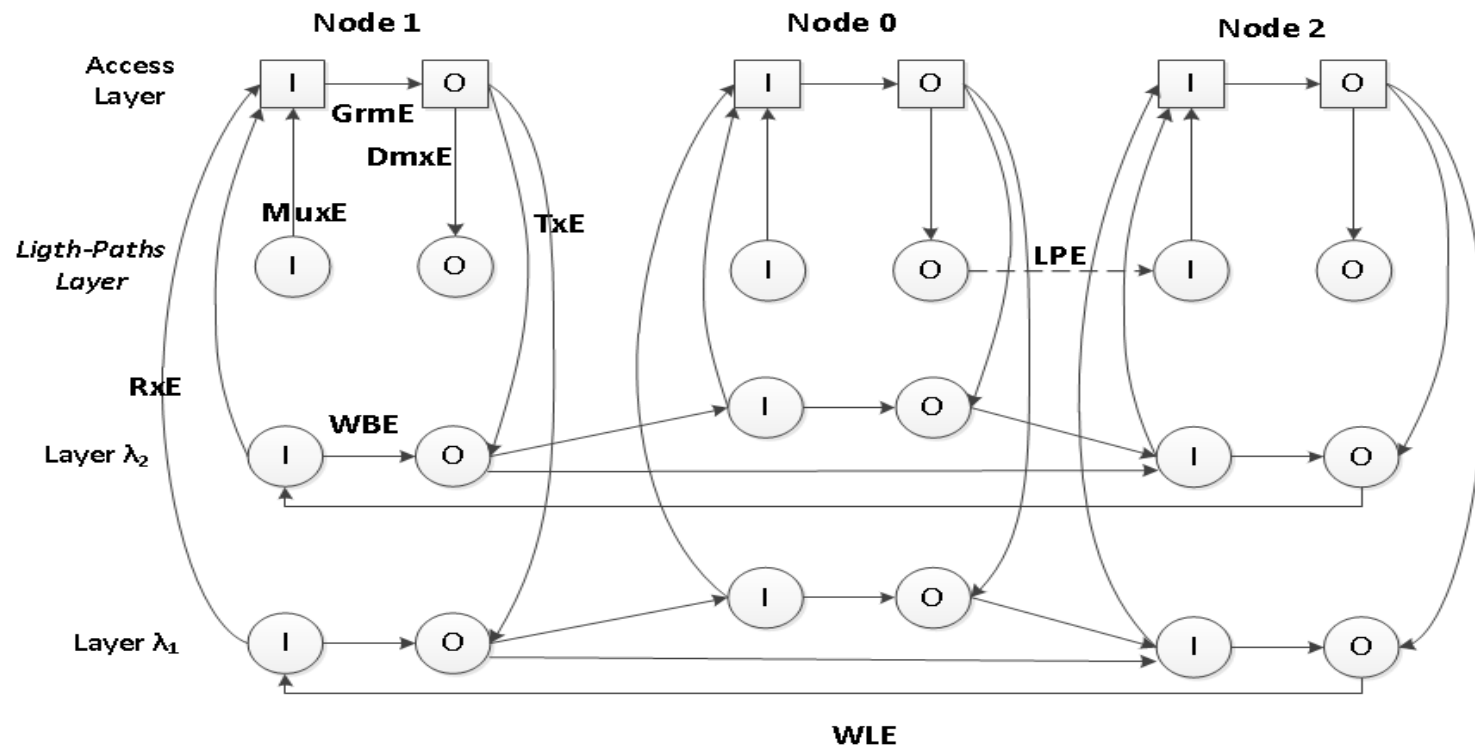 Node 1
Node 0
Node 2
Access
Layer
I
O
I
O
I
O
GrmE
DmxE
MuxE
TxE
Ligth-Paths
Layer
I
O
I
O
LPE
I
O
RxE
WBE
Layer λ₂
I
O
I
O
I
O
Layer λ₁
I
O
I
O
I
O
WLE